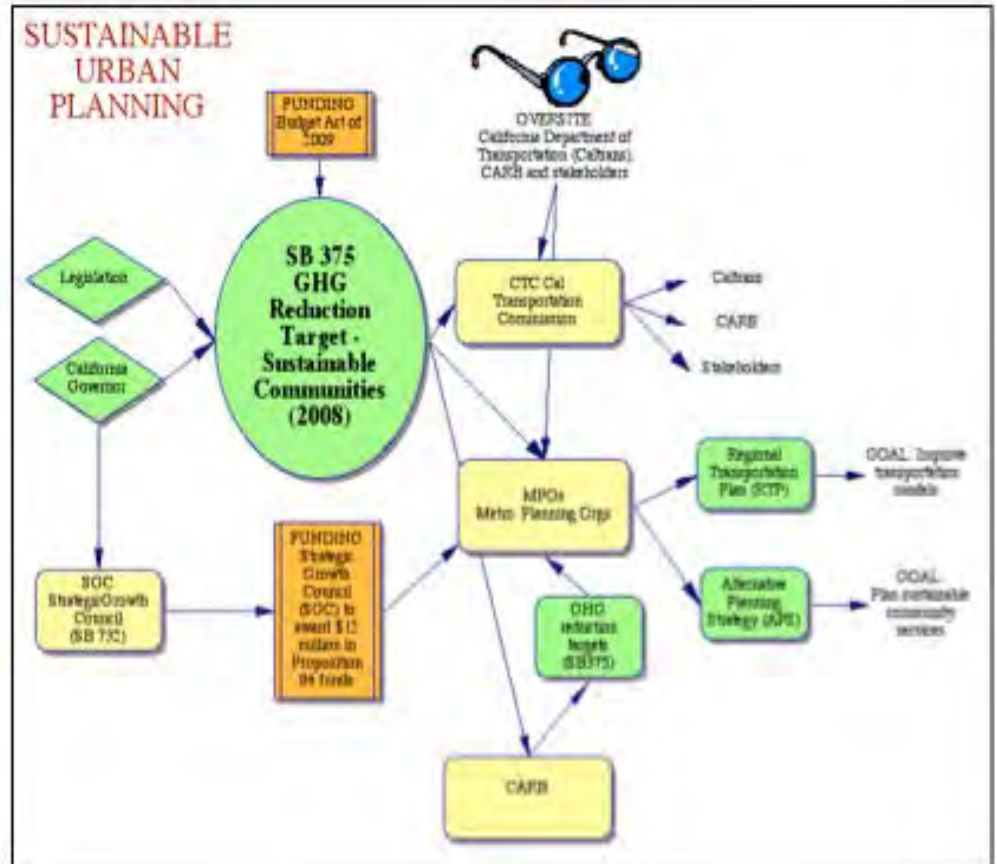 SUSTAINABLE
URBAN
PLANNING
FUNDING
Budget Act of
2009
OVERSITE
California Department of
Transportation (Caltrans),
CARB and stakeholders
Legislation
California
Governor
SB 375
GHG
Reduction
Target -
Sustainable
Communities
(2008)
CTC Cal
Transportation
Commission
Caltrans
CARB
Stakeholders
MPOs
Metro Planning Orgs
Regional
Transportation
Plan (RTP)
GOAL: Improve
transportation
models
SGC
Strategic Growth
Council
(SB 732)
FUNDING
Strategic
Growth
Council
(SGC) to
award $12
in
Proposition
84 funds
GHG
reduction
targets
(SB375)
Alternative
Planning
Strategy (APS)
GOAL:
Plan sustainable
community
services
CARB